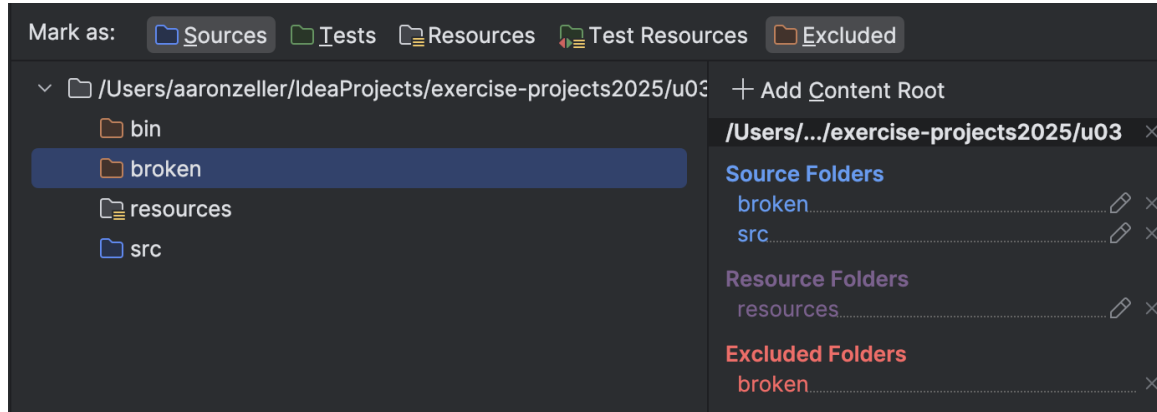 Mark as: Sources Tests Resources Test Resources Excluded
/Users/aaronzeller/IdeaProjects/exercise-projects2025/u03
bin
broken
resources
src
Add Content Root
/Users/.../exercise-projects2025/u03
Source Folders
broken
src
Resource Folders
resources
Excluded Folders
broken